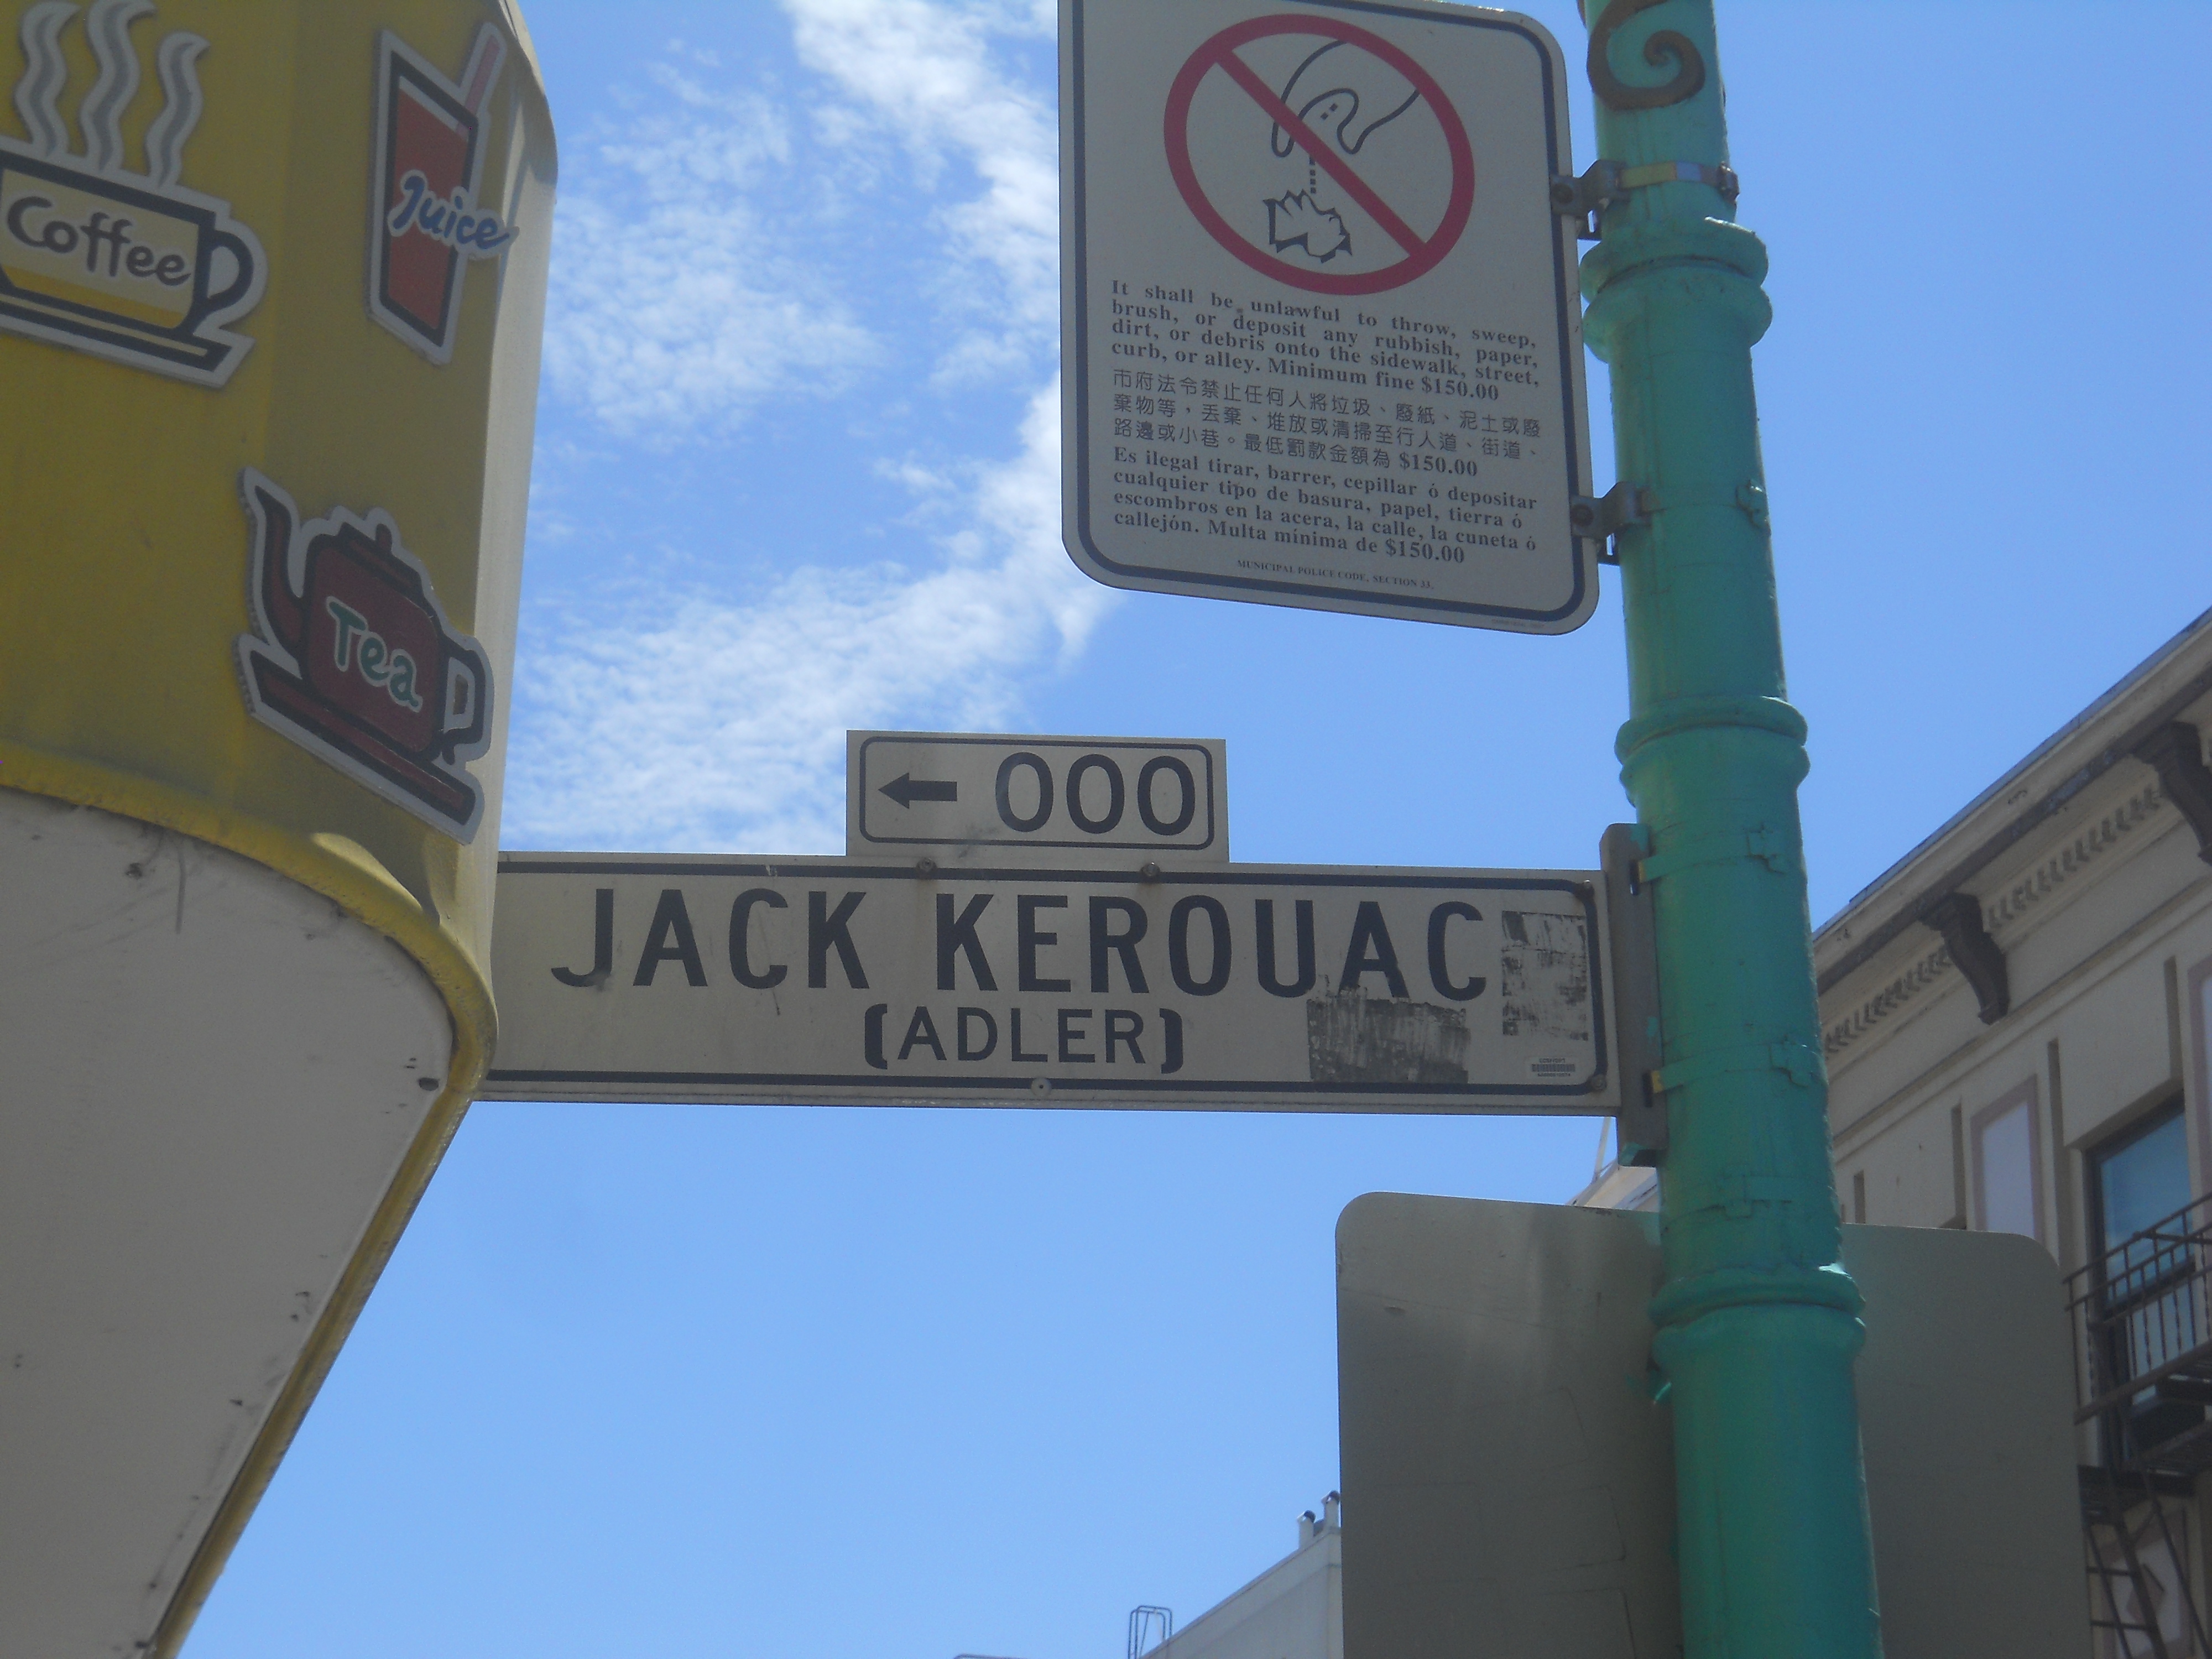 Coffee
Juice
Tea
It shall be unlawful to throw, sweep,
brush, or deposit any rubbish, paper,
dirt, or debris onto the sidewalk, street,
curb, or alley. Minimum fine $150.00
市府法令禁止任何人將垃圾、廢紙、泥土或廢
棄物等，丟棄、堆放或清掃至行人道、街道、
路邊或小巷。最低罰款金額為 $150.00
Es ilegal tirar, barrer, cepillar ó depositar
cualquier tipo de basura, papel, tierra ó
escombros en la acera, la calle, la cuneta ó
callejón. Multa mínima de $150.00
MUNICIPAL POLICE CODE, SECTION 33.
← 000
JACK KEROUAC
(ADLER)